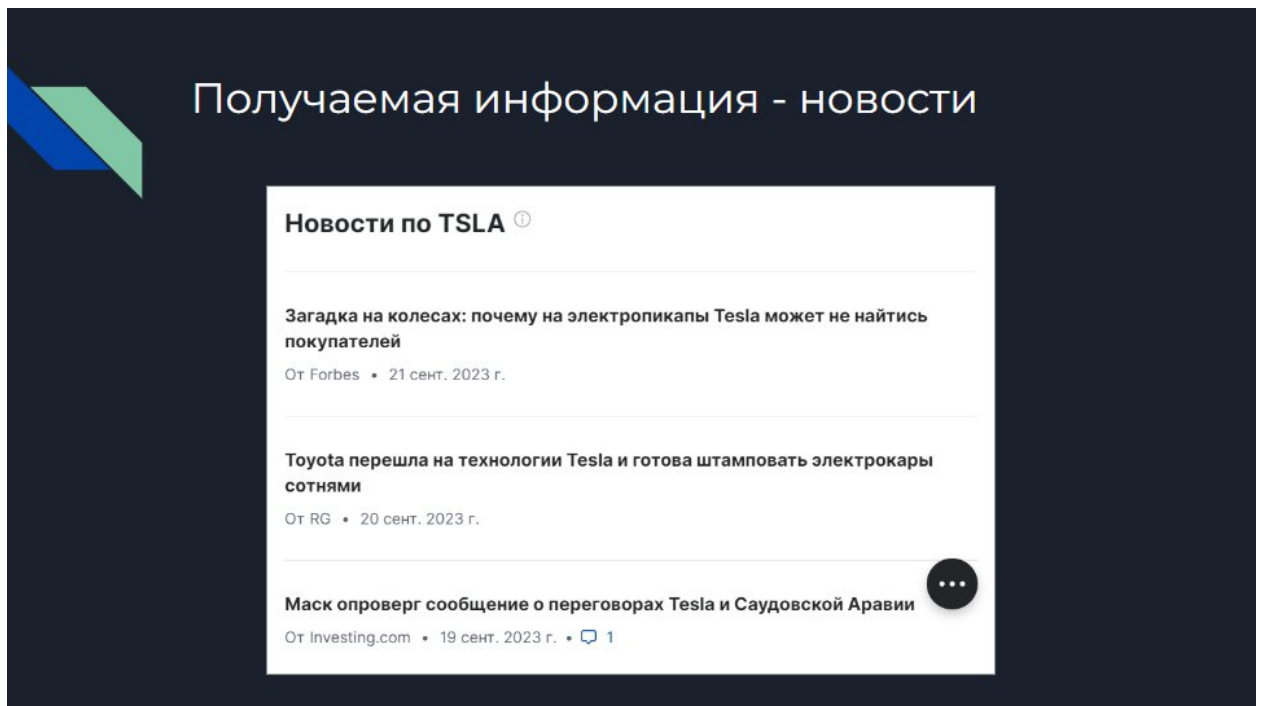 Получаемая информация - новости
Новости по TSLA
Загадка на колесах: почему на электропикапы Tesla может не найтись
покупателей
От Forbes • 21 сент. 2023 г.
Toyota перешла на технологии Tesla и готова штамповать электрокары
сотнями
От RG • 20 сент. 2023 г.
Маск опроверг сообщение о переговорах Tesla и Саудовской Аравии
От Investing.com • 19 сент. 2023 г. • 1